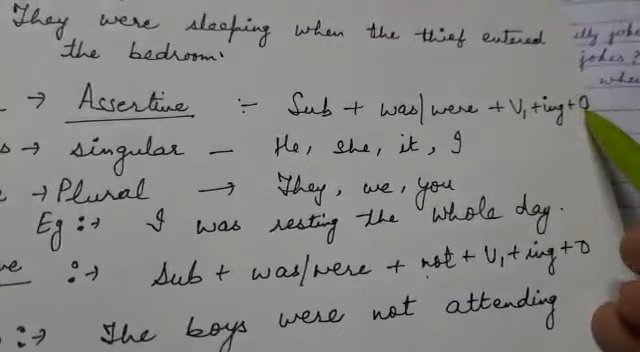 They were sleeping when the thief entered
the bedroom.
→ Assertive :- Sub + was/were + V1 + ing + O
→ singular — He, she, it, I
→ Plural → They, we, you
Eg :→ I was resting the whole day.
:→ Sub + was/were + not + V1 + ing + O
:→ The boys were not attending
jokes?